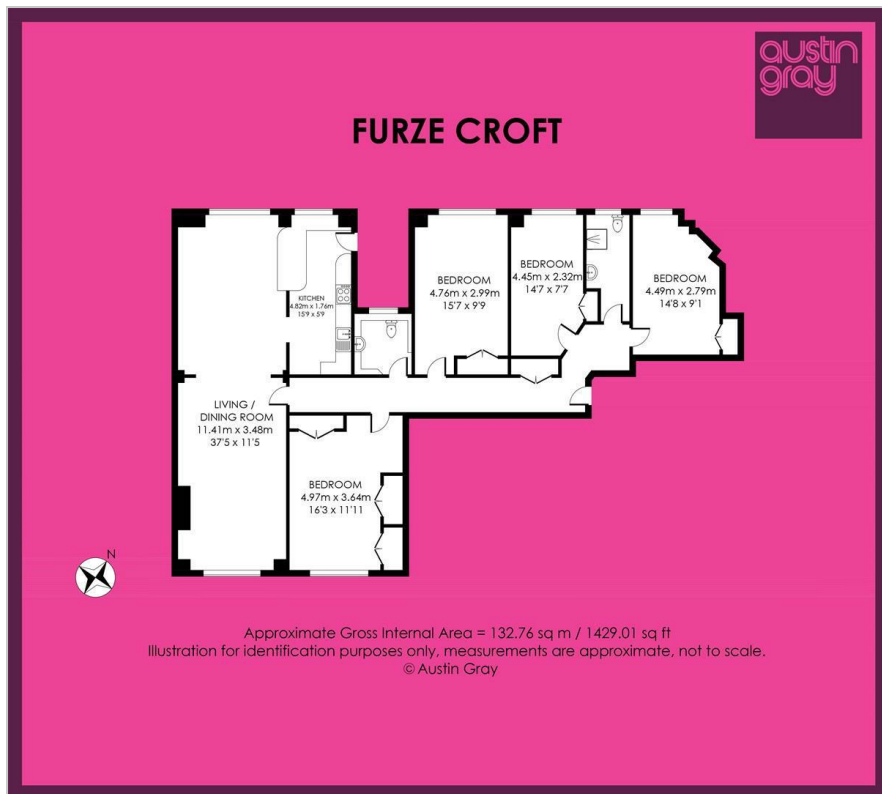 austin
gray
FURZE CROFT
KITCHEN
4.82m x 1.76m
15'9 x 5'9
BEDROOM
4.76m x 2.99m
15'7 x 9'9
BEDROOM
4.45m x 2.32m
14'7 x 7'7
BEDROOM
4.49m x 2.79m
14'8 x 9'1
LIVING /
DINING ROOM
11.41m x 3.48m
37'5 x 11'5
BEDROOM
4.97m x 3.64m
16'3 x 11'11
N
Approximate Gross Internal Area = 132.76 sq m / 1429.01 sq ft
Illustration for identification purposes only, measurements are approximate, not to scale.
© Austin Gray